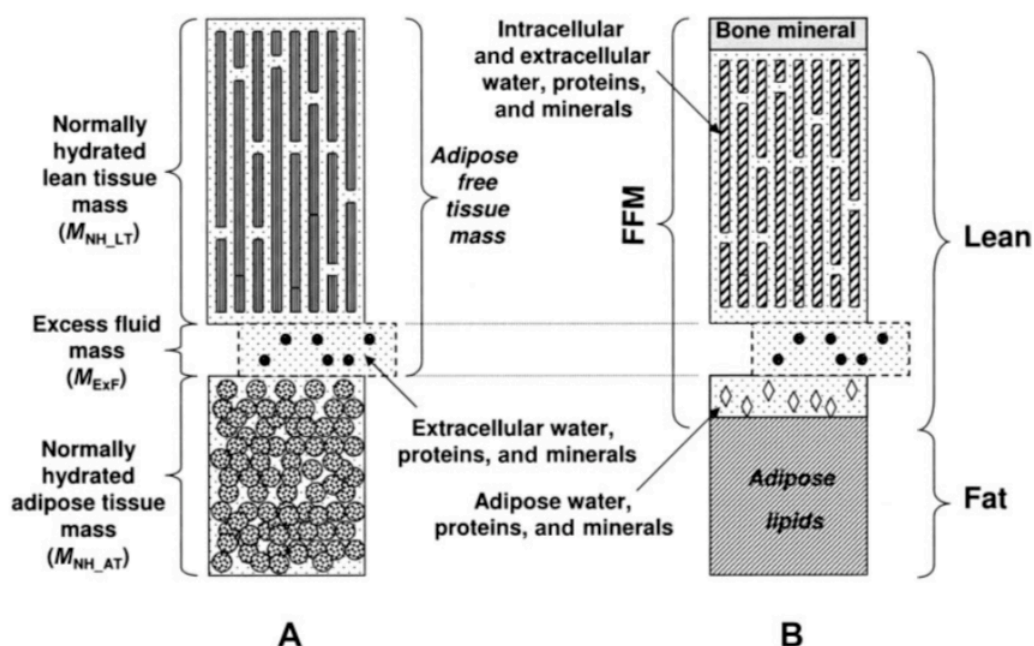 Normally
hydrated
lean tissue
mass
(M_NH_LT)
Excess fluid
mass
(M_ExF)
Normally
hydrated
adipose tissue
mass
(M_NH_AT)
Adipose
free
tissue
mass
Extracellular water,
proteins, and minerals
A
Intracellular
and extracellular
water, proteins,
and minerals
FFM
Adipose water,
proteins, and minerals
Bone mineral
Adipose
lipids
Lean
Fat
B